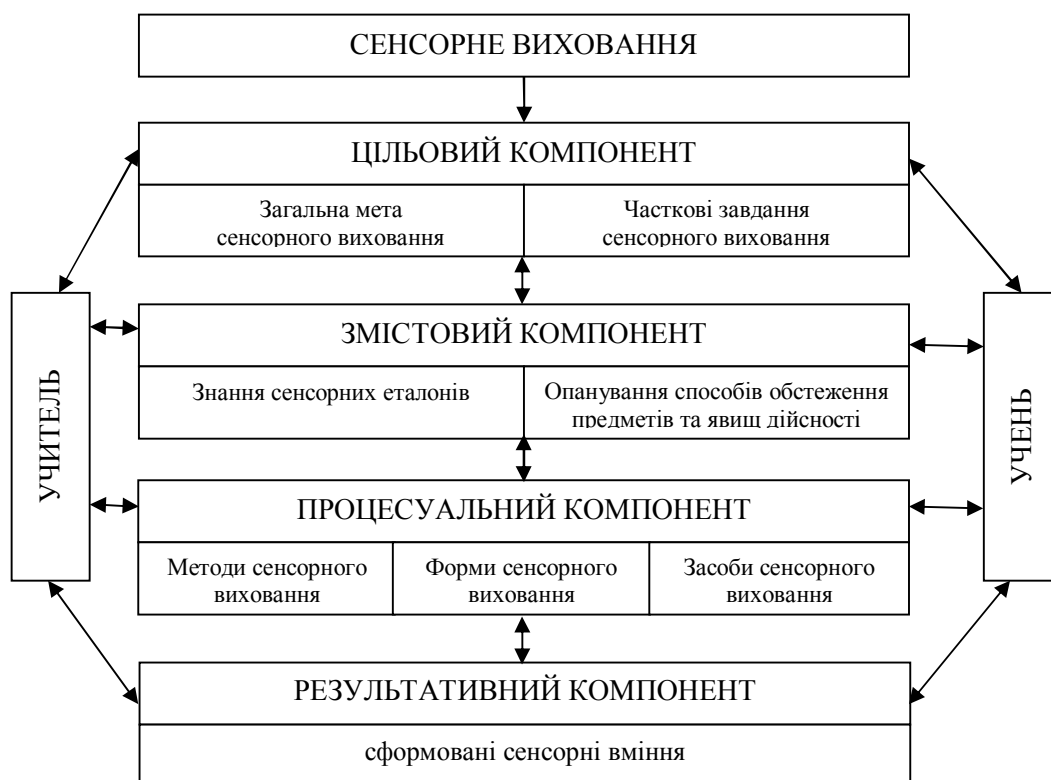 СЕНСОРНЕ ВИХОВАННЯ
ЦІЛЬОВИЙ КОМПОНЕНТ
Загальна мета
сенсорного виховання
Часткові завдання
сенсорного виховання
УЧИТЕЛЬ
ЗМІСТОВИЙ КОМПОНЕНТ
Знання сенсорних еталонів
Опанування способів обстеження
предметів та явищ дійсності
УЧЕНЬ
ПРОЦЕСУАЛЬНИЙ КОМПОНЕНТ
Методи сенсорного
виховання
Форми сенсорного
виховання
Засоби сенсорного
виховання
РЕЗУЛЬТАТИВНИЙ КОМПОНЕНТ
сформовані сенсорні вміння